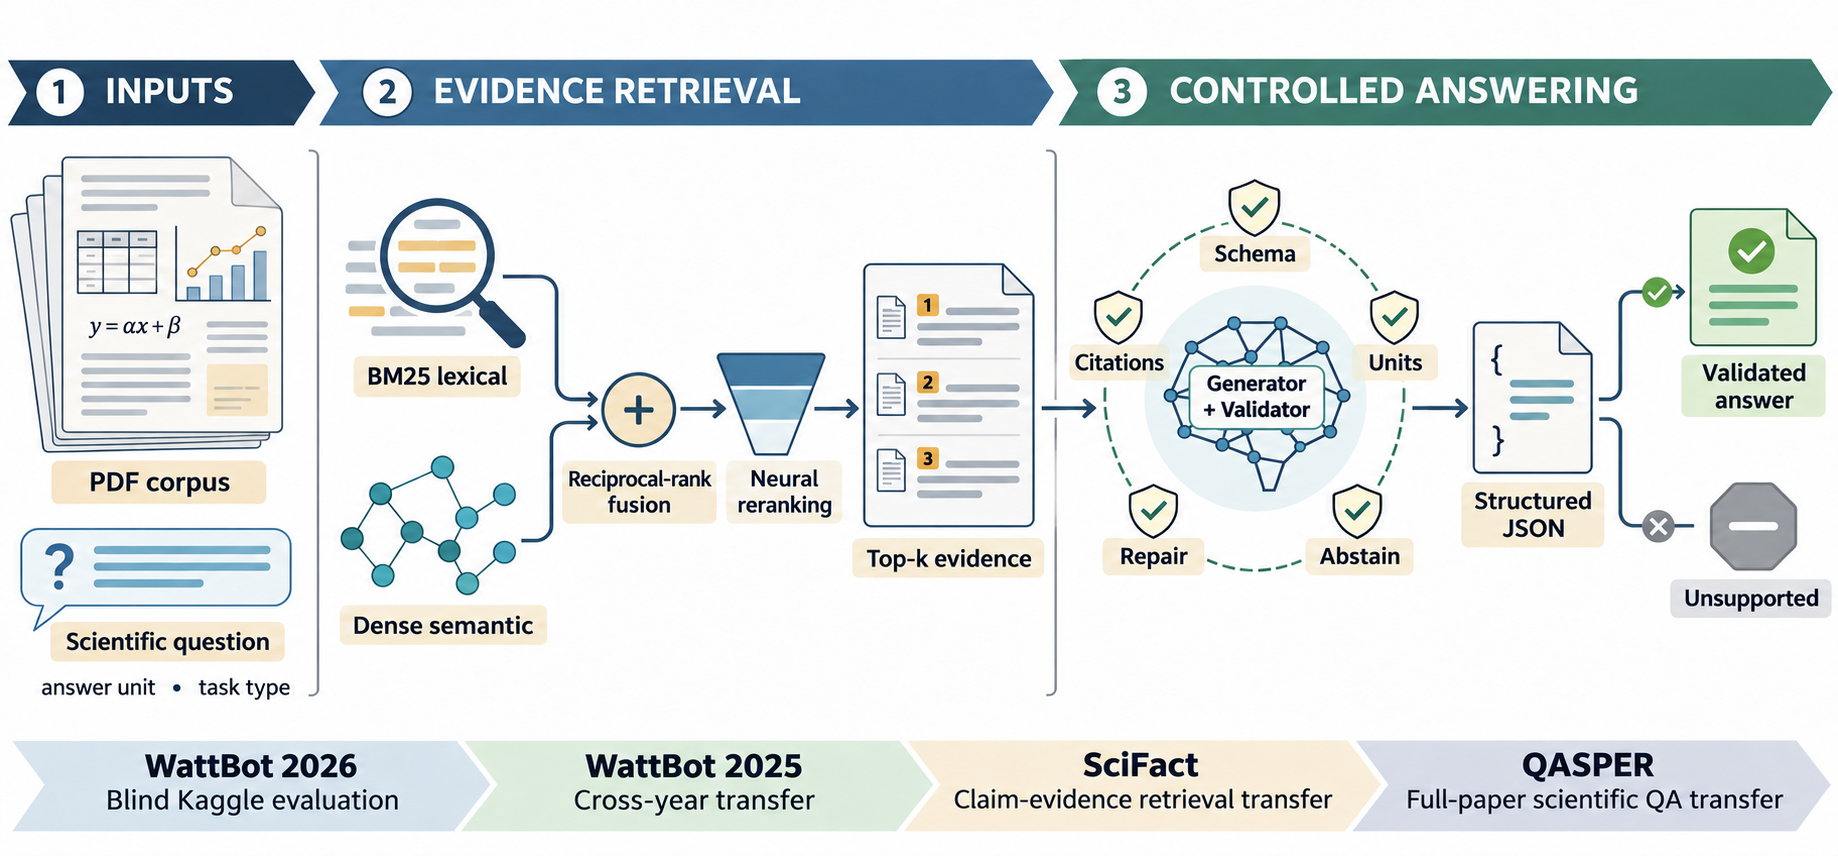 1 INPUTS
2 EVIDENCE RETRIEVAL
3 CONTROLLED ANSWERING
y = αx + β
PDF corpus
?
Scientific question
answer unit • task type
BM25 lexical
Dense semantic
+
Reciprocal-rank
fusion
Neural
reranking
1
2
3
Top-k evidence
Schema
Citations
Units
Generator
+ Validator
Repair
Abstain
{
}
Structured
JSON
Validated
answer
Unsupported
WattBot 2026
Blind Kaggle evaluation
WattBot 2025
Cross-year transfer
SciFact
Claim-evidence retrieval transfer
QASPER
Full-paper scientific QA transfer